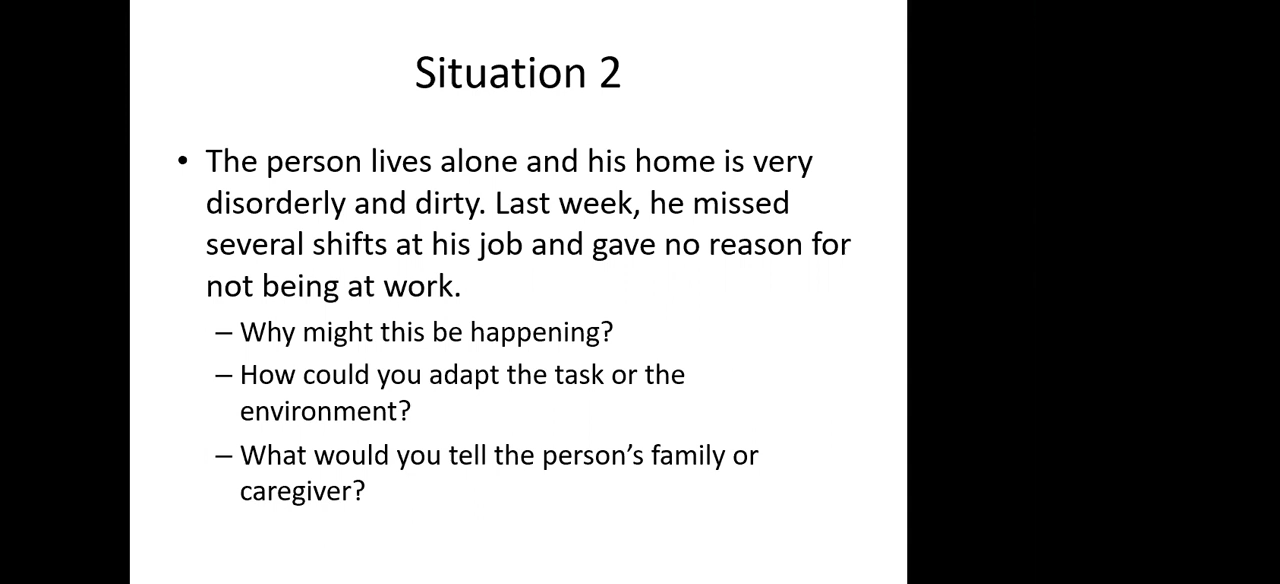 Situation 2
• The person lives alone and his home is very
disorderly and dirty. Last week, he missed
several shifts at his job and gave no reason for
not being at work.
– Why might this be happening?
– How could you adapt the task or the
environment?
– What would you tell the person’s family or
caregiver?